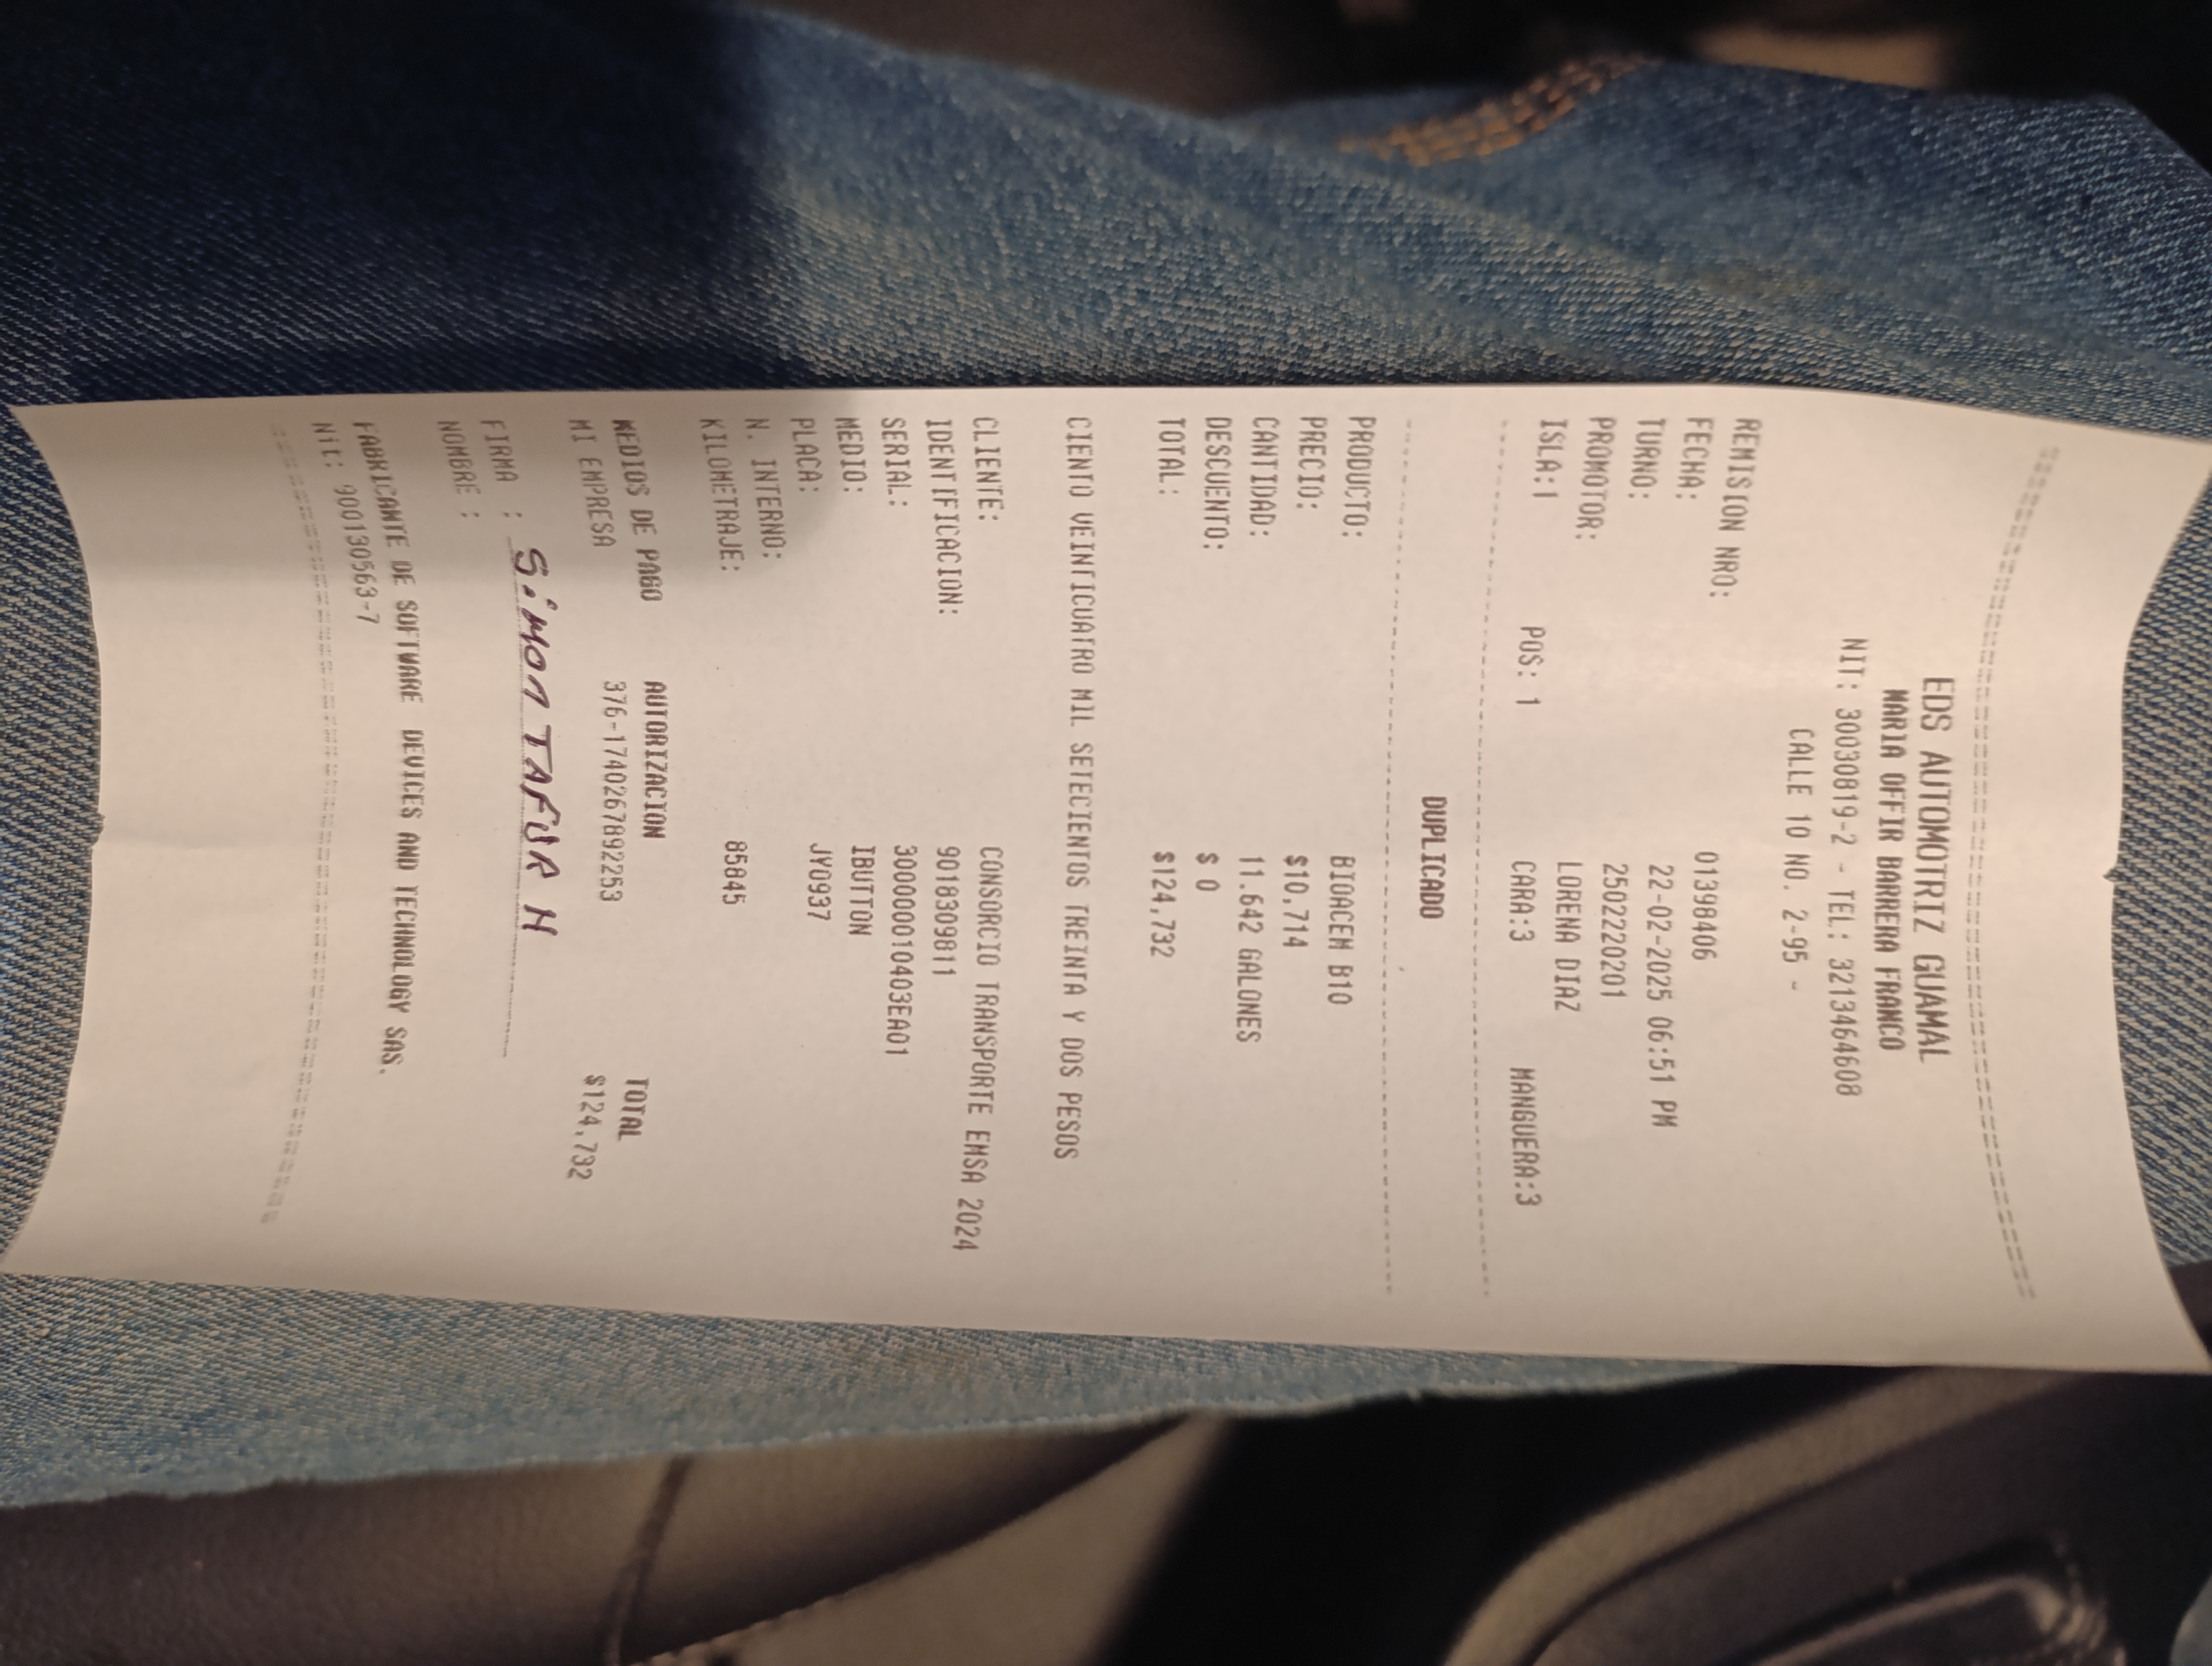 EDS AUTOMOTRIZ GUAMAL
MARIA OFFIR BARRERA FRANCO
NIT: 300308819-2 - TEL: 3213464608
CALLE 10 NO. 2-95 -
REMISION NRO: 01398406
FECHA: 22-02-2025 06:51 PM
TURNO: 2502220201
PROMOTOR: LORENA DIAZ
ISLA:1 POS: 1 CARA:3 MANGUERA:3
DUPLICADO
PRODUCTO: BIOACEM B10
PRECIO: $10,714
CANTIDAD: 11.642 GALONES
DESCUENTO: $ 0
TOTAL: $124,732
CIENTO VEINTICUATRO MIL SETECIENTOS TREINTA Y DOS PESOS
CLIENTE: CONSORCIO TRANSPORTE EMSA 2024
IDENTIFICACION: 9018309811
SERIAL: 300000010403EA01
MEDIO: IBUTTON
PLACA: JYO937
N. INTERNO:
KILOMETRAJE: 85845
MEDIOS DE PAGO AUTORIZACION TOTAL
MI EMPRESA 376-1740267892253 $124,732
FIRMA : SiMON TAFUR H
NOMBRE :
FABRICANTE DE SOFTWARE DEVICES AND TECHNOLOGY SAS.
Nit: 900130563-7